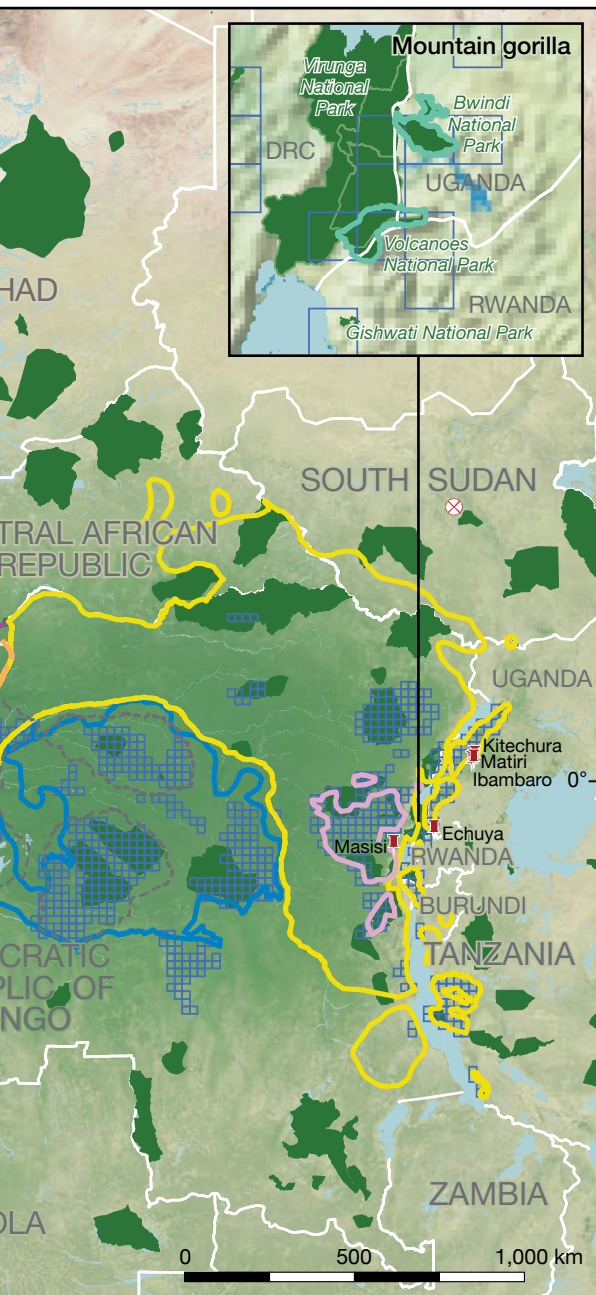 Mountain gorilla
Virunga
National
Park
Bwindi
National
Park
DRC
UGANDA
Volcanoes
National Park
RWANDA
Gishwati National Park
HAD
SOUTH SUDAN
TRAL AFRICAN
REPUBLIC
UGANDA
Kitechura
Matiri
Ibambaro
0°
Echuya
Masisi
RWANDA
BURUNDI
TANZANIA
CRATIC
PLIC OF
NGO
ZAMBIA
OLA
0 500 1,000 km